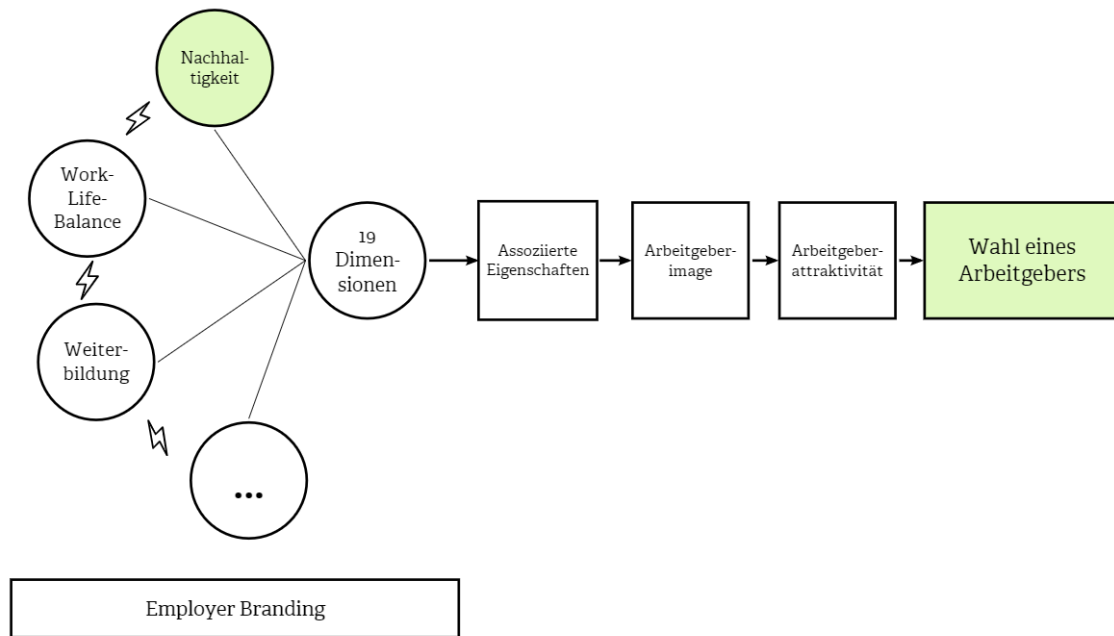 Nachhal-
tigkeit
Work-
Life-
Balance
Weiter-
bildung
...
19
Dimen-
sionen
Assoziierte
Eigenschaften
Arbeitgeber-
image
Arbeitgeber-
attraktivität
Wahl eines
Arbeitgebers
Employer Branding